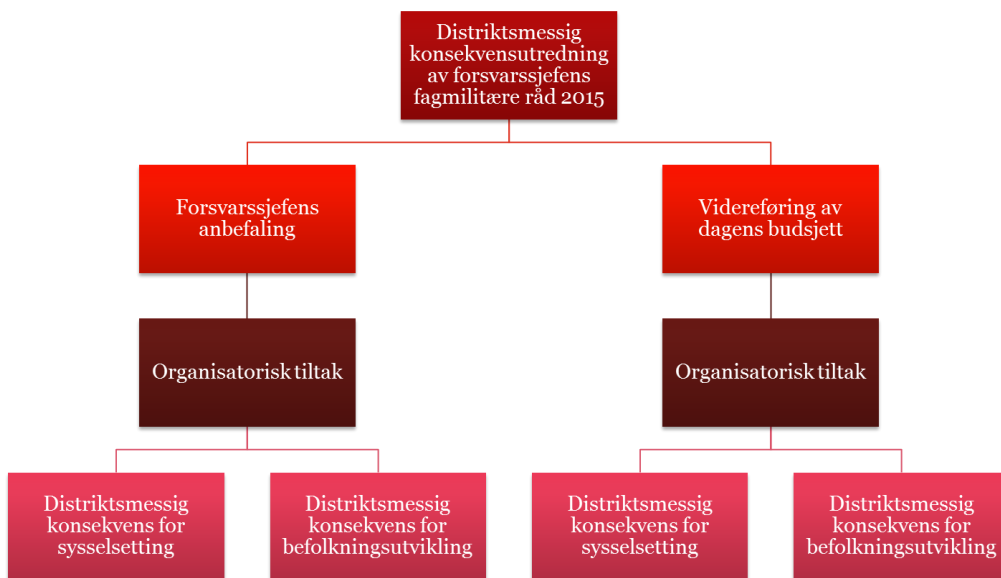 Distriktsmessig
konsekvensutredning
av forsvarssjefens
fagmilitære råd 2015
Forsvarssjefens
anbefaling
Videreføring av
dagens budsjett
Organisatorisk tiltak
Organisatorisk tiltak
Distriktsmessig
konsekvens for
sysselsetting
Distriktsmessig
konsekvens for
befolkningsutvikling
Distriktsmessig
konsekvens for
sysselsetting
Distriktsmessig
konsekvens for
befolkningsutvikling